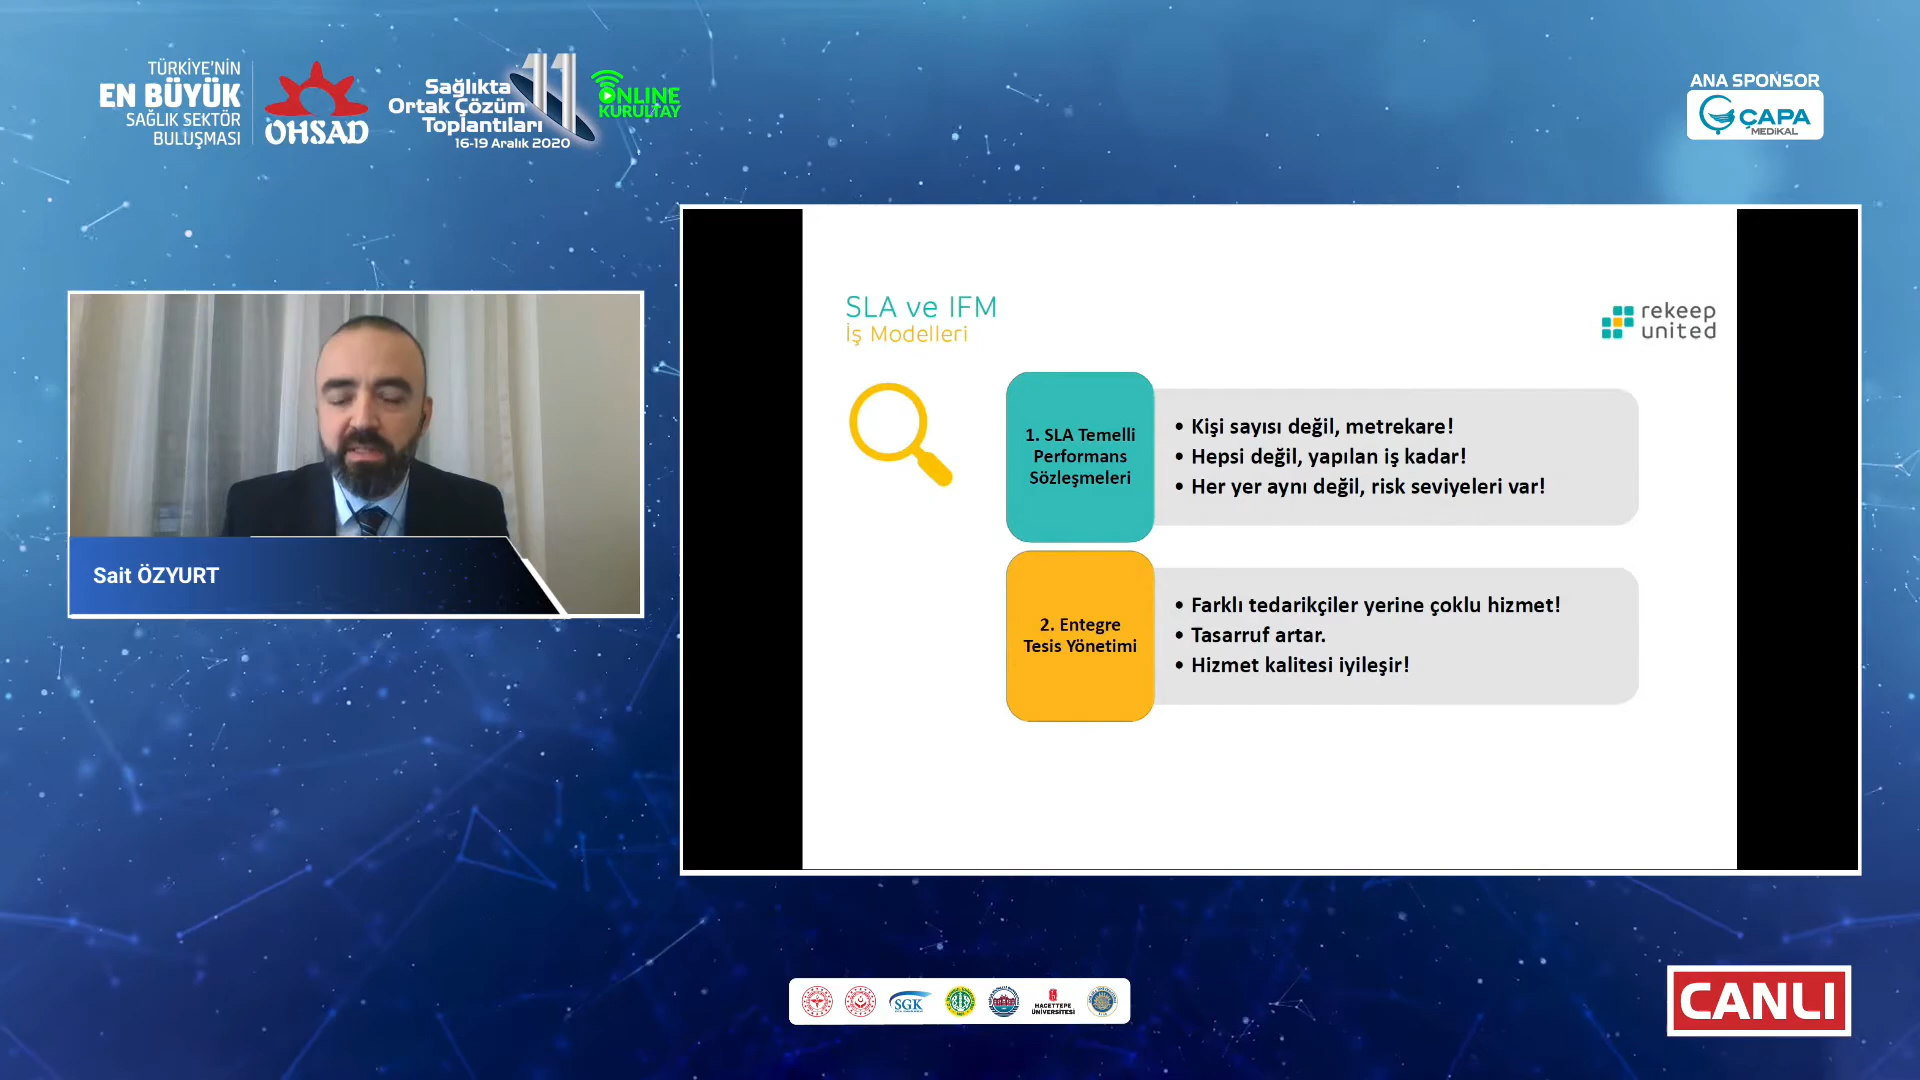 TÜRKİYE'NİN
EN BÜYÜK
SAĞLIK SEKTÖR
BULUŞMASI
OHSAD
Sağlıkta
Ortak Çözüm
Toplantıları
11
16-19 Aralık 2020
ONLINE
KURULTAY
ANA SPONSOR
ÇAPA
MEDİKAL
SLA ve IFM
İş Modelleri
rekeep
united
1. SLA Temelli
Performans
Sözleşmeleri
• Kişi sayısı değil, metrekare!
• Hepsi değil, yapılan iş kadar!
• Her yer aynı değil, risk seviyeleri var!
2. Entegre
Tesis Yönetimi
• Farklı tedarikçiler yerine çoklu hizmet!
• Tasarruf artar.
• Hizmet kalitesi iyileşir!
Sait ÖZYURT
SGK
HACETTEPE
ÜNİVERSİTESİ
CANLI